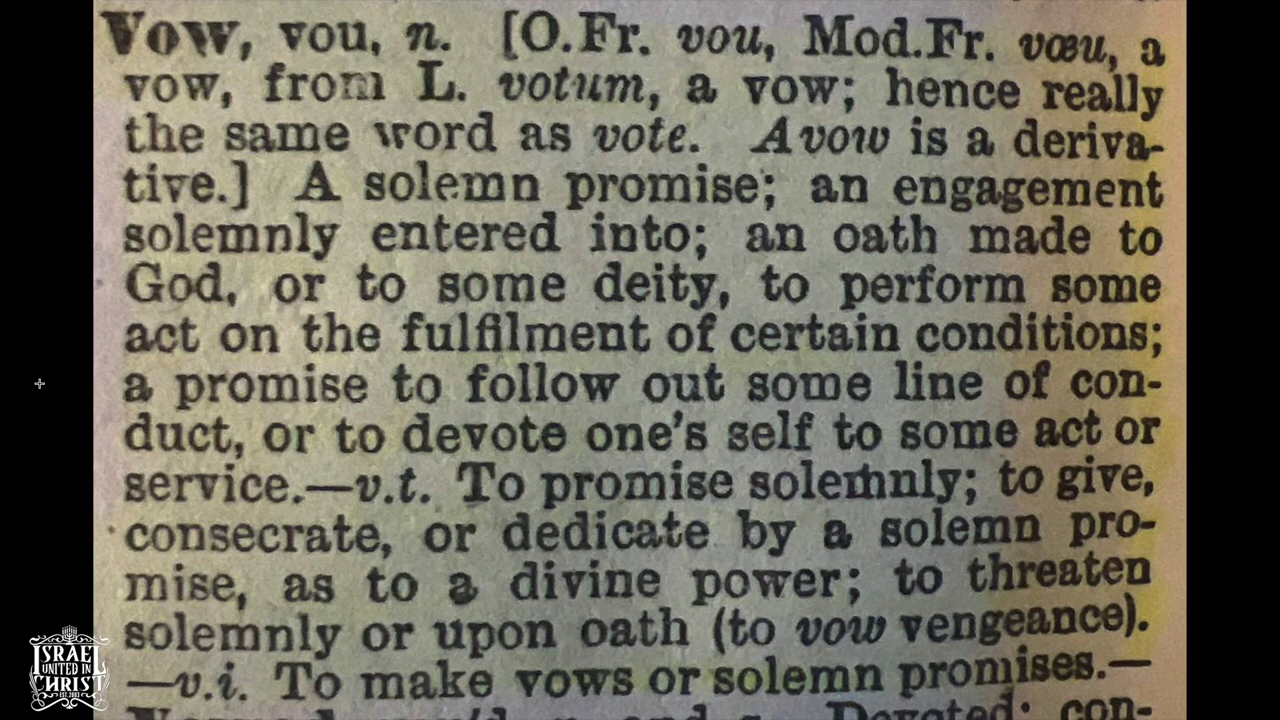 Vow, vou, n. [O.Fr. vou, Mod.Fr. vœu, a
vow, from L. votum, a vow; hence really
the same word as vote. Avow is a deriva-
tive.] A solemn promise; an engagement
solemnly entered into; an oath made to
God, or to some deity, to perform some
act on the fulfilment of certain conditions;
a promise to follow out some line of con-
duct, or to devote one's self to some act or
service.—v.t. To promise solemnly; to give,
consecrate, or dedicate by a solemn pro-
mise, as to a divine power; to threaten
solemnly or upon oath (to vow vengeance).
—v.i. To make vows or solemn promises.—
Devoted; con-
ISRAEL
UNITED IN
CHRIST